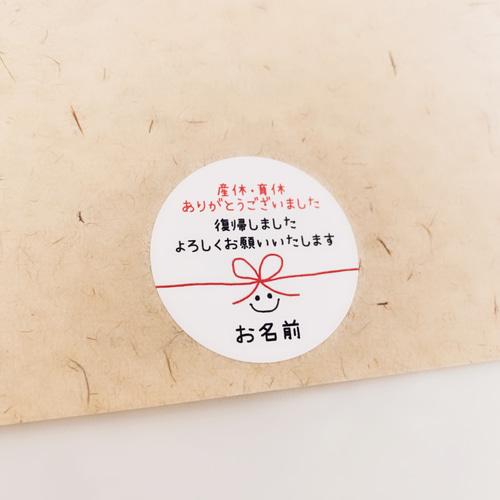 産休・育休
ありがとうございました
復帰しました
よろしくお願いいたします
お名前